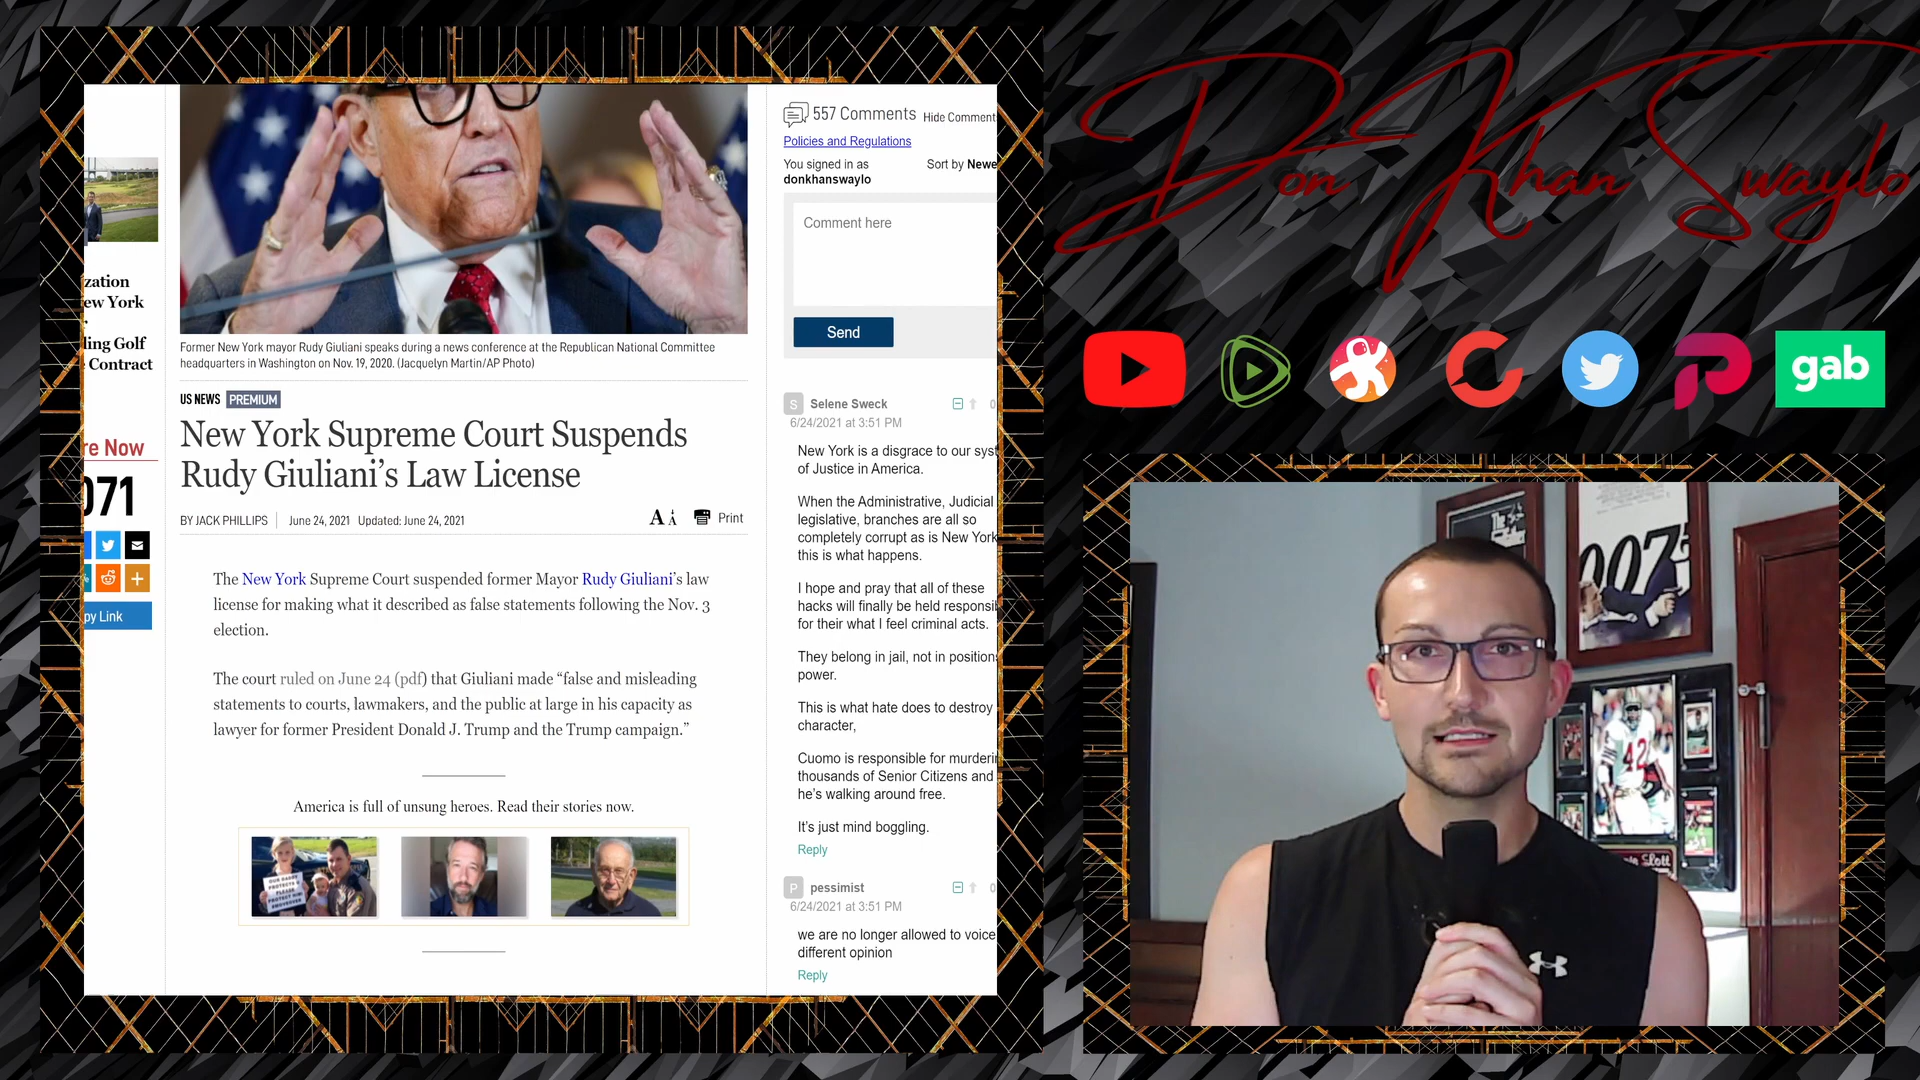 zation
ew York
ling Golf
Contract
re Now
071
py Link
Former New York mayor Rudy Giuliani speaks during a news conference at the Republican National Committee
headquarters in Washington on Nov. 19, 2020. (Jacquelyn Martin/AP Photo)
US NEWS PREMIUM
New York Supreme Court Suspends
Rudy Giuliani’s Law License
BY JACK PHILLIPS June 24, 2021 Updated: June 24, 2021
A A Print
The New York Supreme Court suspended former Mayor Rudy Giuliani’s law
license for making what it described as false statements following the Nov. 3
election.
The court ruled on June 24 (pdf) that Giuliani made “false and misleading
statements to courts, lawmakers, and the public at large in his capacity as
lawyer for former President Donald J. Trump and the Trump campaign.”
America is full of unsung heroes. Read their stories now.
557 Comments Hide Comment
Policies and Regulations
You signed in as Sort by Newe
donkhanswaylo
Comment here
Send
S Selene Sweck 0
6/24/2021 at 3:51 PM
New York is a disgrace to our syst
of Justice in America.
When the Administrative, Judicial
legislative, branches are all so
completely corrupt as is New York
this is what happens.
I hope and pray that all of these
hacks will finally be held responsi
for their what I feel criminal acts.
They belong in jail, not in position
power.
This is what hate does to destroy
character,
Cuomo is responsible for murderin
thousands of Senior Citizens and
he’s walking around free.
It’s just mind boggling.
Reply
P pessimist 0
6/24/2021 at 3:51 PM
we are no longer allowed to voice
different opinion
Reply
Don Khan Swaylo
gab
007
42